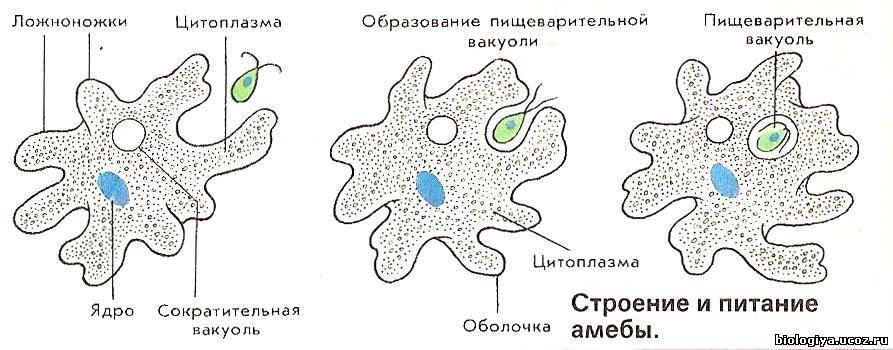 Ложноножки
Цитоплазма
Образование пищеварительной
вакуоли
Пищеварительная
вакуоль
Ядро
Сократительная
вакуоль
Оболочка
Цитоплазма
Строение и питание
амебы.
biologiya.ucoz.ru